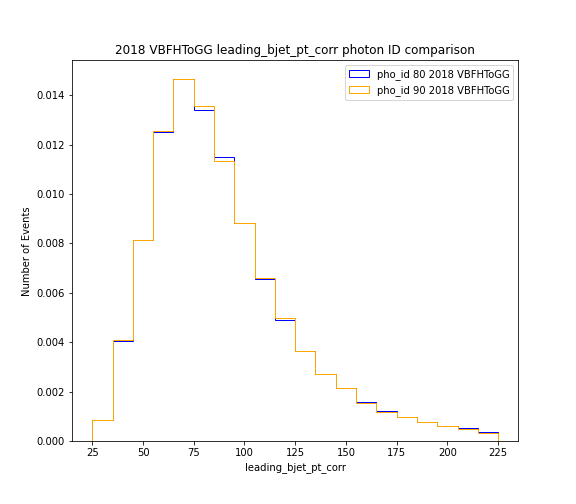 2018 VBFHToGG leading_bjet_pt_corr photon ID comparison
pho_id 80 2018 VBFHToGG
pho_id 90 2018 VBFHToGG
Number of Events
0.014
0.012
0.010
0.008
0.006
0.004
0.002
0.000
25 50 75 100 125 150 175 200 225
leading_bjet_pt_corr